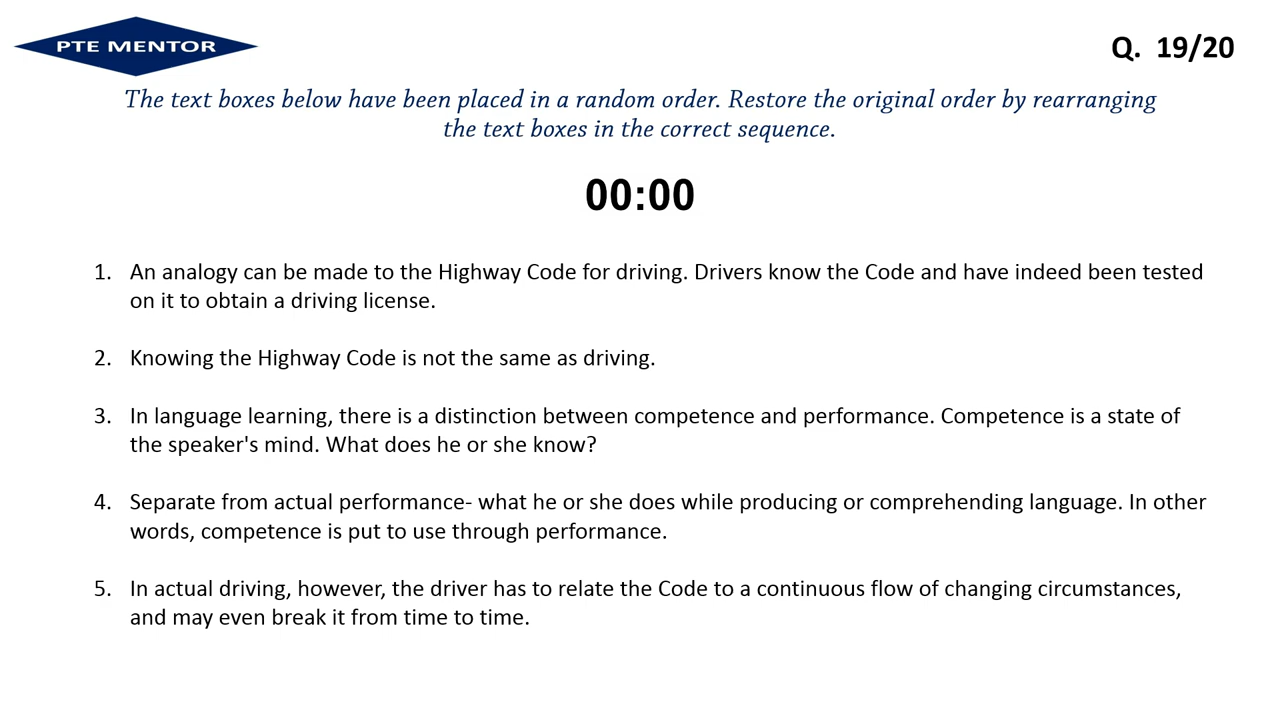 PTE MENTOR
Q. 19/20
The text boxes below have been placed in a random order. Restore the original order by rearranging
the text boxes in the correct sequence.
00:00
1. An analogy can be made to the Highway Code for driving. Drivers know the Code and have indeed been tested
on it to obtain a driving license.
2. Knowing the Highway Code is not the same as driving.
3. In language learning, there is a distinction between competence and performance. Competence is a state of
the speaker's mind. What does he or she know?
4. Separate from actual performance- what he or she does while producing or comprehending language. In other
words, competence is put to use through performance.
5. In actual driving, however, the driver has to relate the Code to a continuous flow of changing circumstances,
and may even break it from time to time.